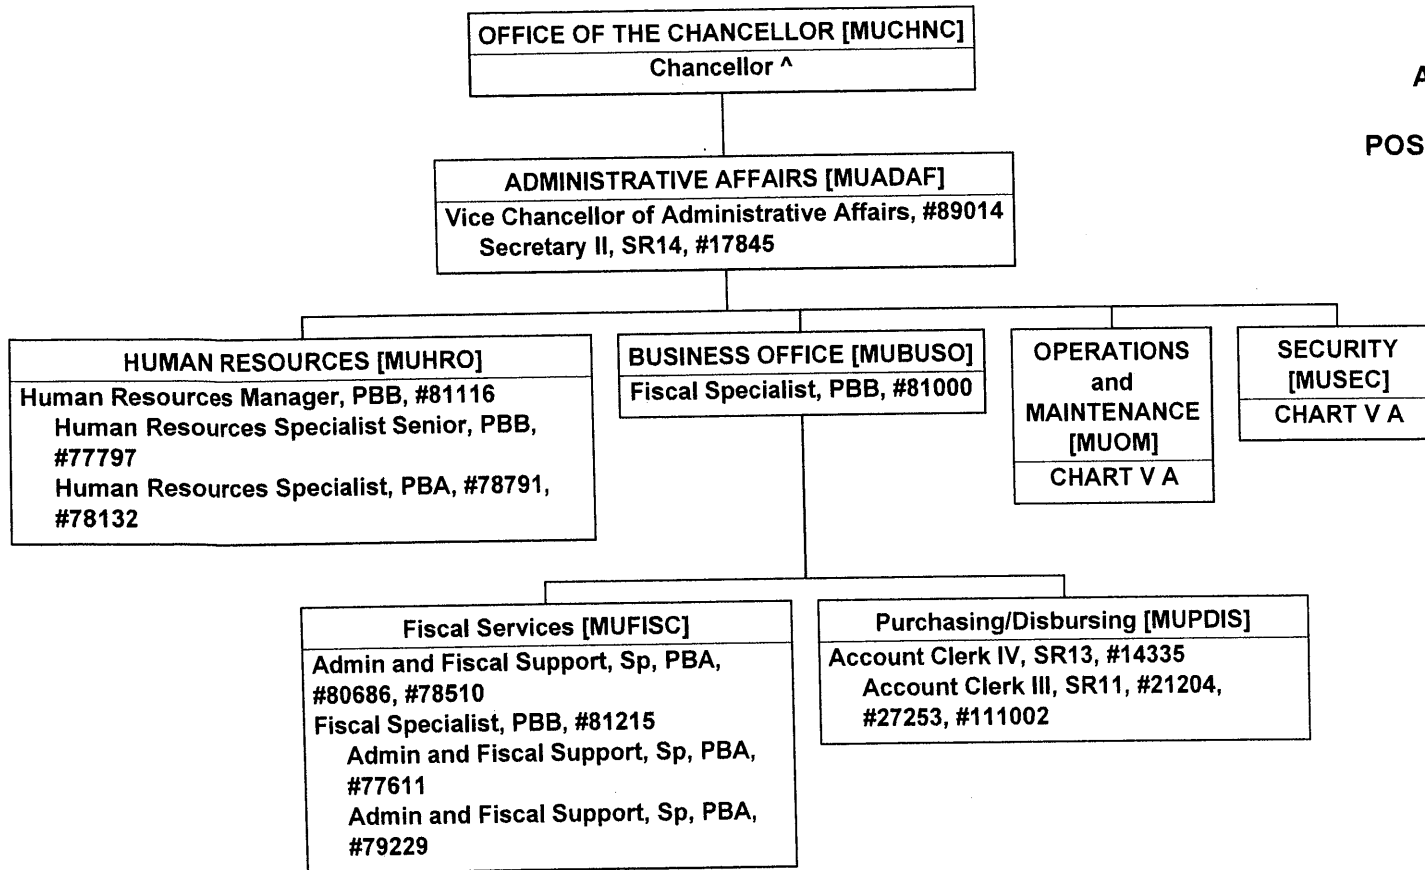 OFFICE OF THE CHANCELLOR [MUCHNC]
Chancellor ^
A
POS
ADMINISTRATIVE AFFAIRS [MUADAF]
Vice Chancellor of Administrative Affairs, #89014
Secretary II, SR14, #17845
HUMAN RESOURCES [MUHRO]
Human Resources Manager, PBB, #81116
Human Resources Specialist Senior, PBB,
#77797
Human Resources Specialist, PBA, #78791,
#78132
BUSINESS OFFICE [MUBUSO]
Fiscal Specialist, PBB, #81000
OPERATIONS
and
MAINTENANCE
[MUOM]
CHART V A
SECURITY
[MUSEC]
CHART V A
Fiscal Services [MUFISC]
Admin and Fiscal Support, Sp, PBA,
#80686, #78510
Fiscal Specialist, PBB, #81215
Admin and Fiscal Support, Sp, PBA,
#77611
Admin and Fiscal Support, Sp, PBA,
#79229
Purchasing/Disbursing [MUPDIS]
Account Clerk IV, SR13, #14335
Account Clerk III, SR11, #21204,
#27253, #111002